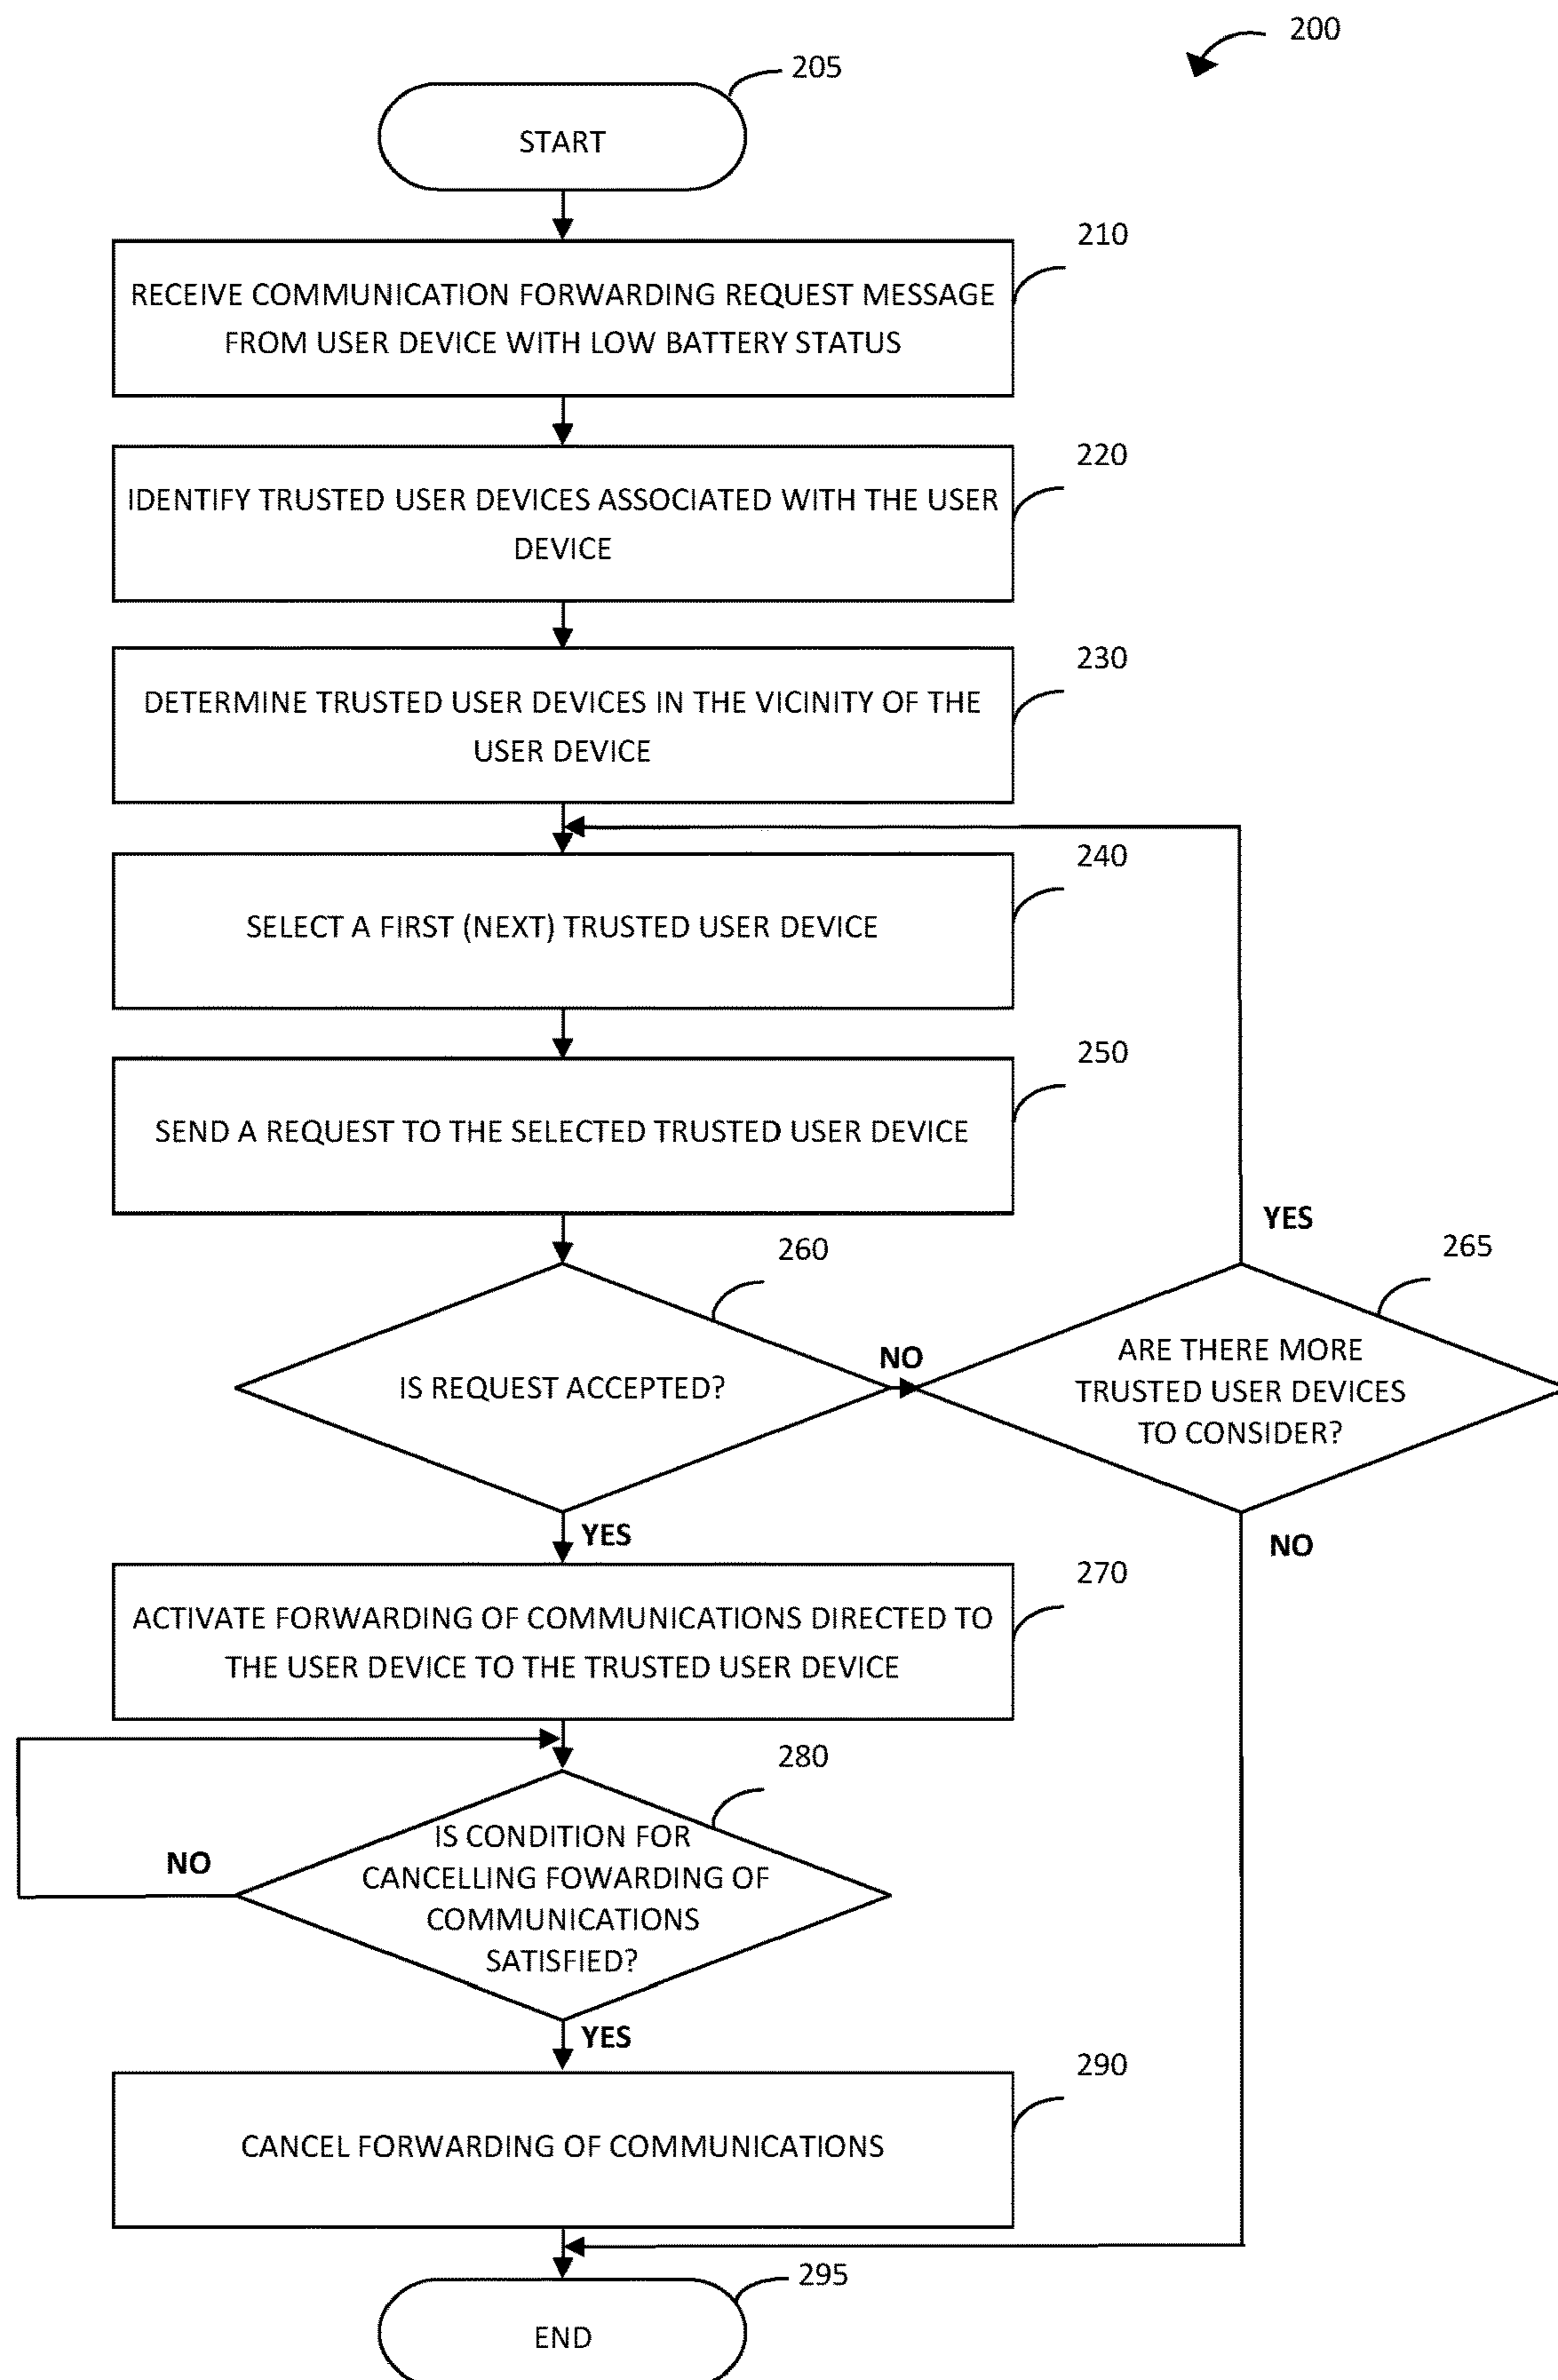 200
205
START
210
RECEIVE COMMUNICATION FORWARDING REQUEST MESSAGE
FROM USER DEVICE WITH LOW BATTERY STATUS
220
IDENTIFY TRUSTED USER DEVICES ASSOCIATED WITH THE USER
DEVICE
230
DETERMINE TRUSTED USER DEVICES IN THE VICINITY OF THE
USER DEVICE
240
SELECT A FIRST (NEXT) TRUSTED USER DEVICE
250
SEND A REQUEST TO THE SELECTED TRUSTED USER DEVICE
YES
260
265
IS REQUEST ACCEPTED?
NO
ARE THERE MORE
TRUSTED USER DEVICES
TO CONSIDER?
YES
NO
270
ACTIVATE FORWARDING OF COMMUNICATIONS DIRECTED TO
THE USER DEVICE TO THE TRUSTED USER DEVICE
280
IS CONDITION FOR
CANCELLING FOWARDING OF
COMMUNICATIONS
SATISFIED?
NO
YES
290
CANCEL FORWARDING OF COMMUNICATIONS
295
END